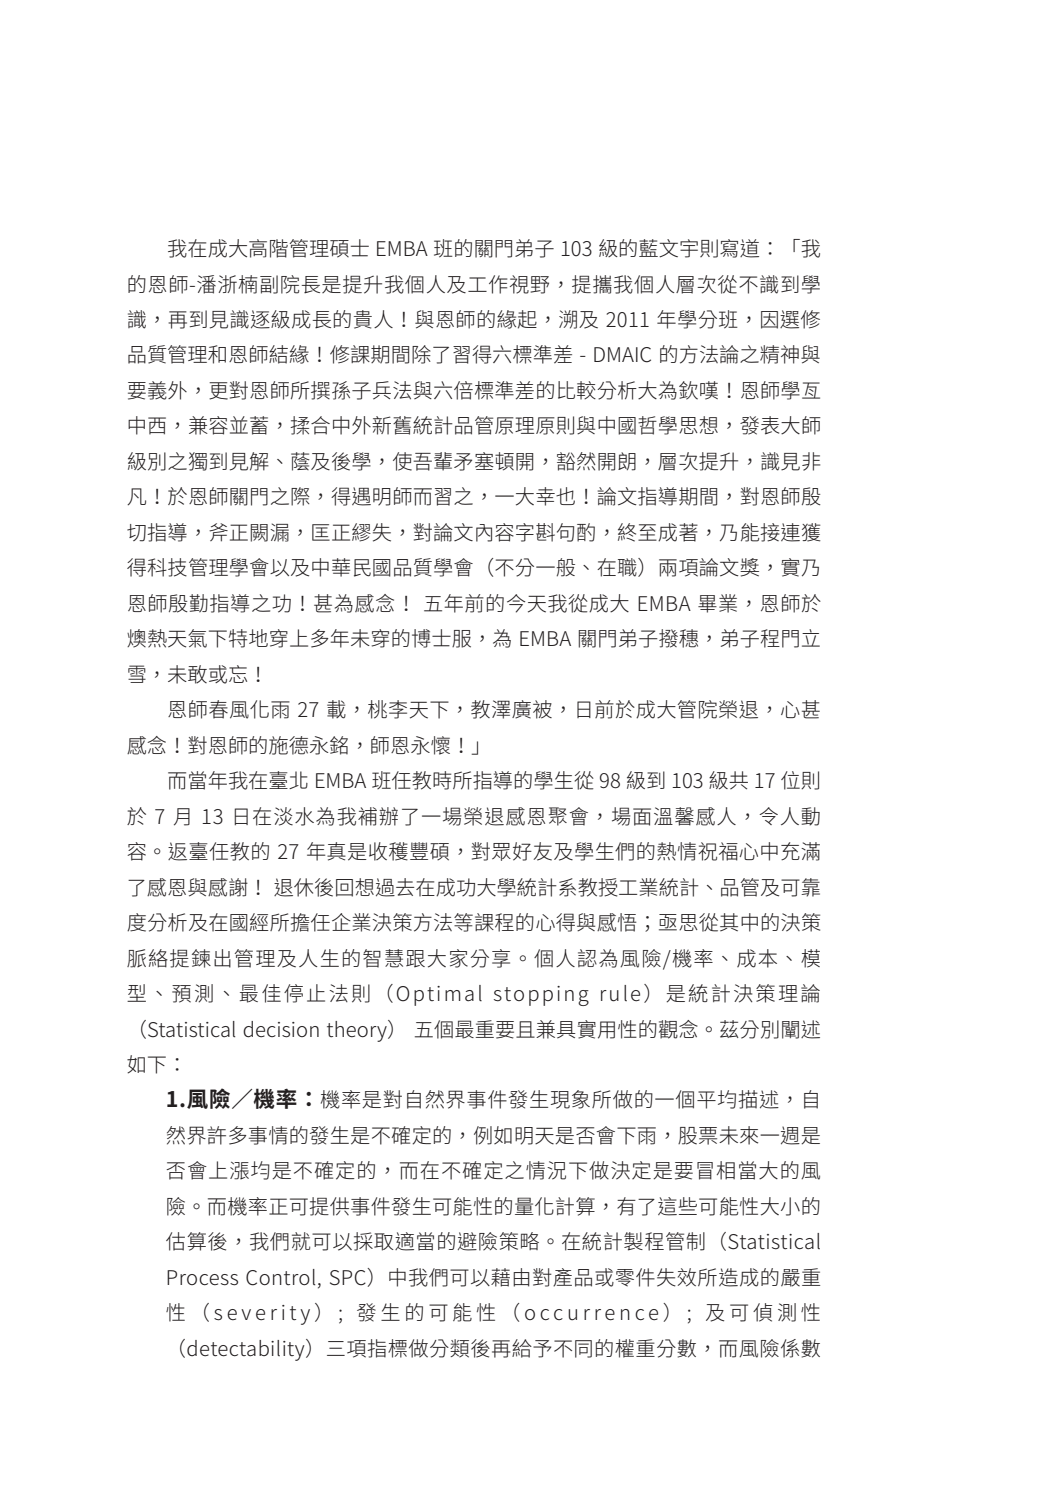 我在成大高階管理碩士 EMBA 班的關門弟子 103 級的藍文宇則寫道：「我
的恩師-潘浙楠副院長是提升我個人及工作視野，提攜我個人層次從不識到學
識，再到見識逐級成長的貴人！與恩師的緣起，溯及 2011 年學分班，因選修
品質管理和恩師結緣！修課期間除了習得六標準差 - DMAIC 的方法論之精神與
要義外，更對恩師所撰孫子兵法與六倍標準差的比較分析大為欽嘆！恩師學亙
中西，兼容並蓄，揉合中外新舊統計品管原理原則與中國哲學思想，發表大師
級別之獨到見解、蔭及後學，使吾輩矛塞頓開，豁然開朗，層次提升，識見非
凡！於恩師關門之際，得遇明師而習之，一大幸也！論文指導期間，對恩師殷
切指導，斧正闕漏，匡正繆失，對論文內容字斟句酌，終至成著，乃能接連獲
得科技管理學會以及中華民國品質學會（不分一般、在職）兩項論文獎，實乃
恩師殷勤指導之功！甚為感念！ 五年前的今天我從成大 EMBA 畢業，恩師於
燠熱天氣下特地穿上多年未穿的博士服，為 EMBA 關門弟子撥穗，弟子程門立
雪，未敢或忘！
恩師春風化雨 27 載，桃李天下，教澤廣被，日前於成大管院榮退，心甚
感念！對恩師的施德永銘，師恩永懷！」
而當年我在臺北 EMBA 班任教時所指導的學生從 98 級到 103 級共 17 位則
於 7 月 13 日在淡水為我補辦了一場榮退感恩聚會，場面溫馨感人，令人動
容。返臺任教的 27 年真是收穫豐碩，對眾好友及學生們的熱情祝福心中充滿
了感恩與感謝！ 退休後回想過去在成功大學統計系教授工業統計、品管及可靠
度分析及在國經所擔任企業決策方法等課程的心得與感悟；亟思從其中的決策
脈絡提鍊出管理及人生的智慧跟大家分享。個人認為風險/機率、成本、模
型、預測、最佳停止法則（Optimal stopping rule）是統計決策理論
（Statistical decision theory） 五個最重要且兼具實用性的觀念。茲分別闡述
如下：
1.風險／機率：機率是對自然界事件發生現象所做的一個平均描述，自
然界許多事情的發生是不確定的，例如明天是否會下雨，股票未來一週是
否會上漲均是不確定的，而在不確定之情況下做決定是要冒相當大的風
險。而機率正可提供事件發生可能性的量化計算，有了這些可能性大小的
估算後，我們就可以採取適當的避險策略。在統計製程管制（Statistical
Process Control, SPC）中我們可以藉由對產品或零件失效所造成的嚴重
性（severity）; 發生的可能性（occurrence）; 及可偵測性
（detectability）三項指標做分類後再給予不同的權重分數，而風險係數